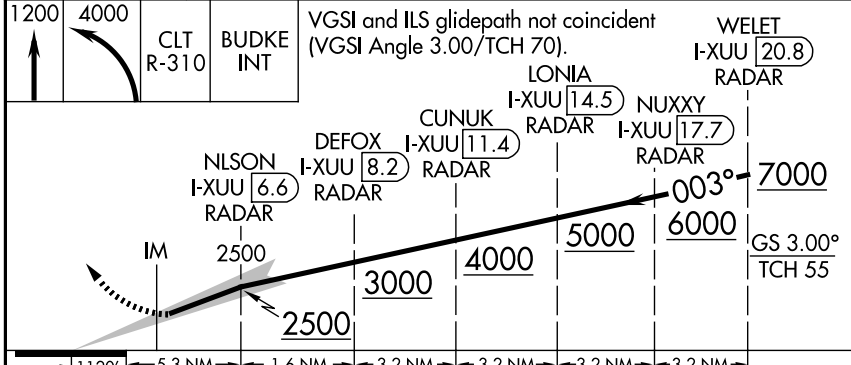 1200 4000 CLT R-310 BUDKE INT
VGSI and ILS glidepath not coincident
(VGSI Angle 3.00/TCH 70).
WELET
I-XUU 20.8
RADAR
LONIA
I-XUU 14.5
RADAR
NUXXY
I-XUU 17.7
RADAR
CUNUK
I-XUU 11.4
RADAR
DEFOX
I-XUU 8.2
RADAR
NLSON
I-XUU 6.6
RADAR
IM
2500
003°
7000
6000
5000
4000
3000
2500
GS 3.00°
TCH 55
5.3 NM 1.6 NM 3.2 NM 3.2 NM 3.2 NM 3.2 NM